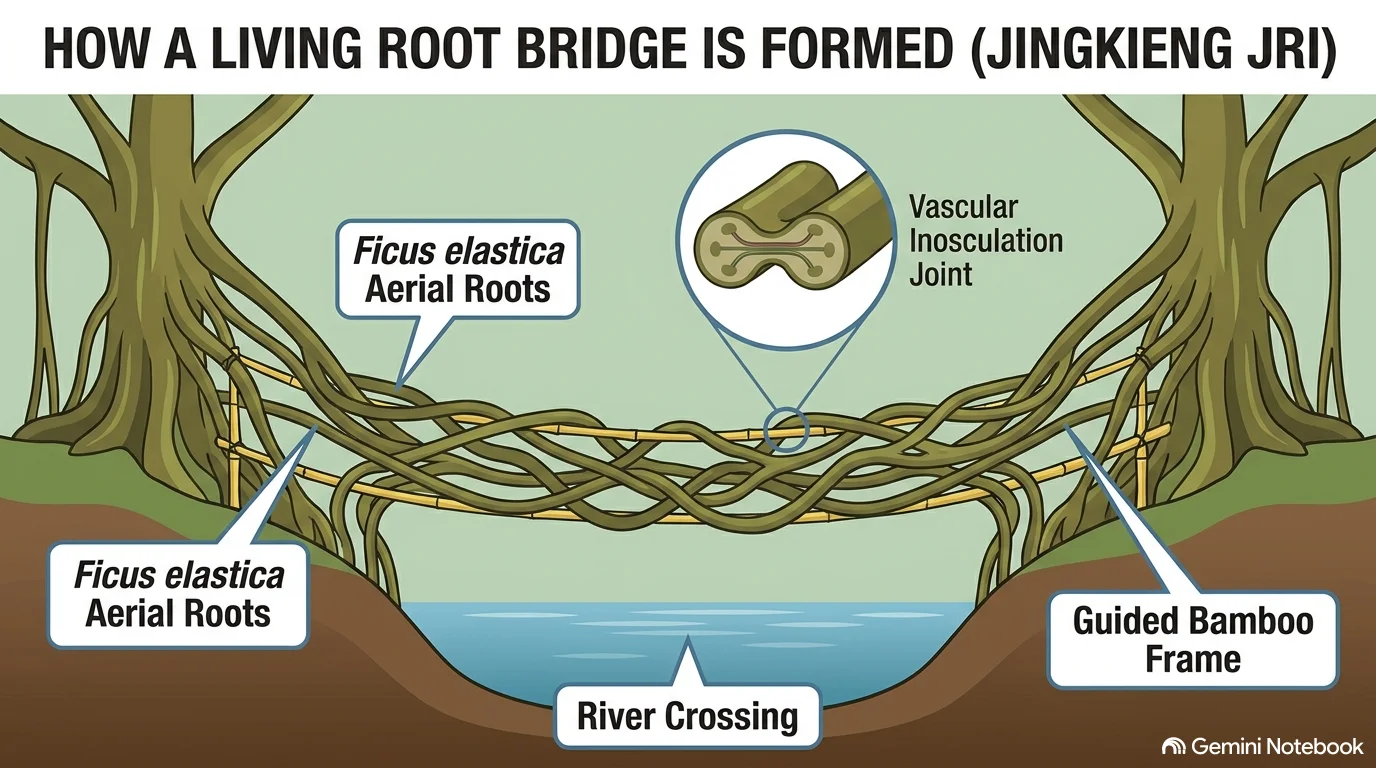 HOW A LIVING ROOT BRIDGE IS FORMED (JINGKIENG JRI)
Ficus elastica
Aerial Roots
Vascular
Inosculation
Joint
Ficus elastica
Aerial Roots
Guided Bamboo
Frame
River Crossing
Gemini Notebook